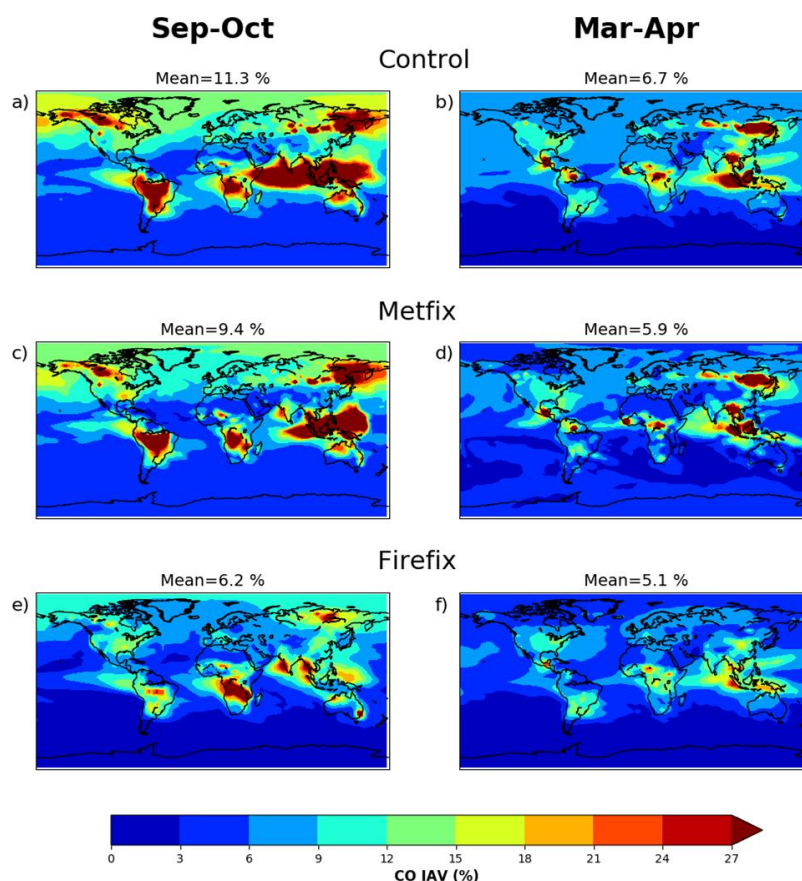 Sep-Oct Mar-Apr
Control
Mean=11.3 % Mean=6.7 %
a) b)
Metfix
Mean=9.4 % Mean=5.9 %
c) d)
Firefix
Mean=6.2 % Mean=5.1 %
e) f)
0 3 6 9 12 15 18 21 24 27
CO IAV (%)